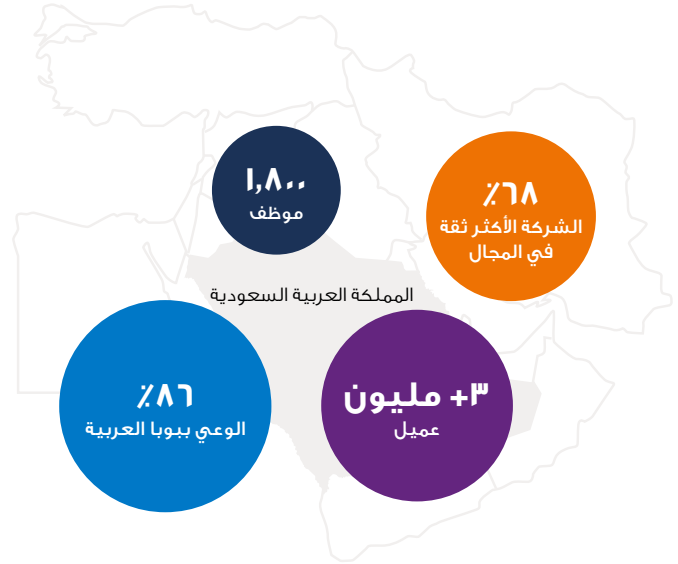 ١,٨٠٠
موظف
٦٨٪
الشركة الأكثر ثقة
في المجال
المملكة العربية السعودية
٨٦٪
الوعي ببوبا العربية
+٣ مليون
عميل